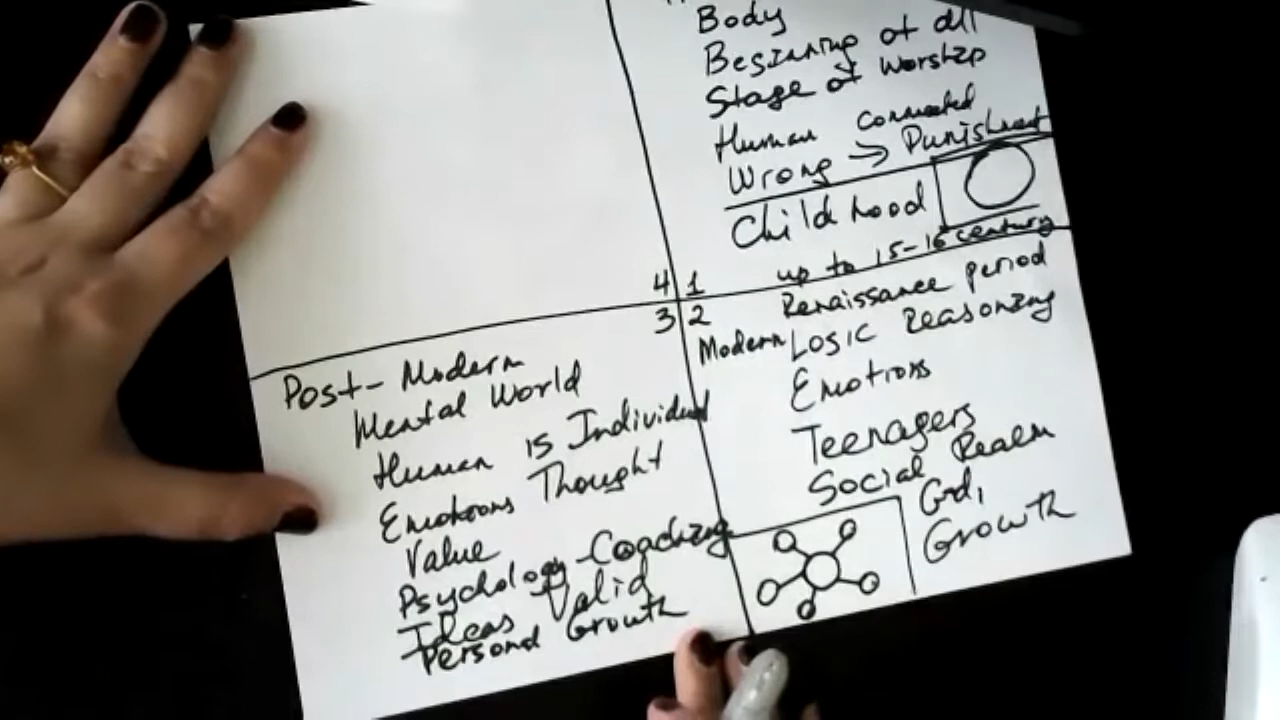 Body
Beginning of all
Stage of Worship
Human connected
Wrong → Punishment
Childhood
up to 15-16 century
4 1
3 2
Renaissance period
Modern Logic Reasoning
Emotions
Teenagers
Social Realm
God,
Growth
Post-Modern
Mental World
Human is Individual
Emotions Thought
Value
Psychology-Coaching
Ideas Valid
Personal Growth